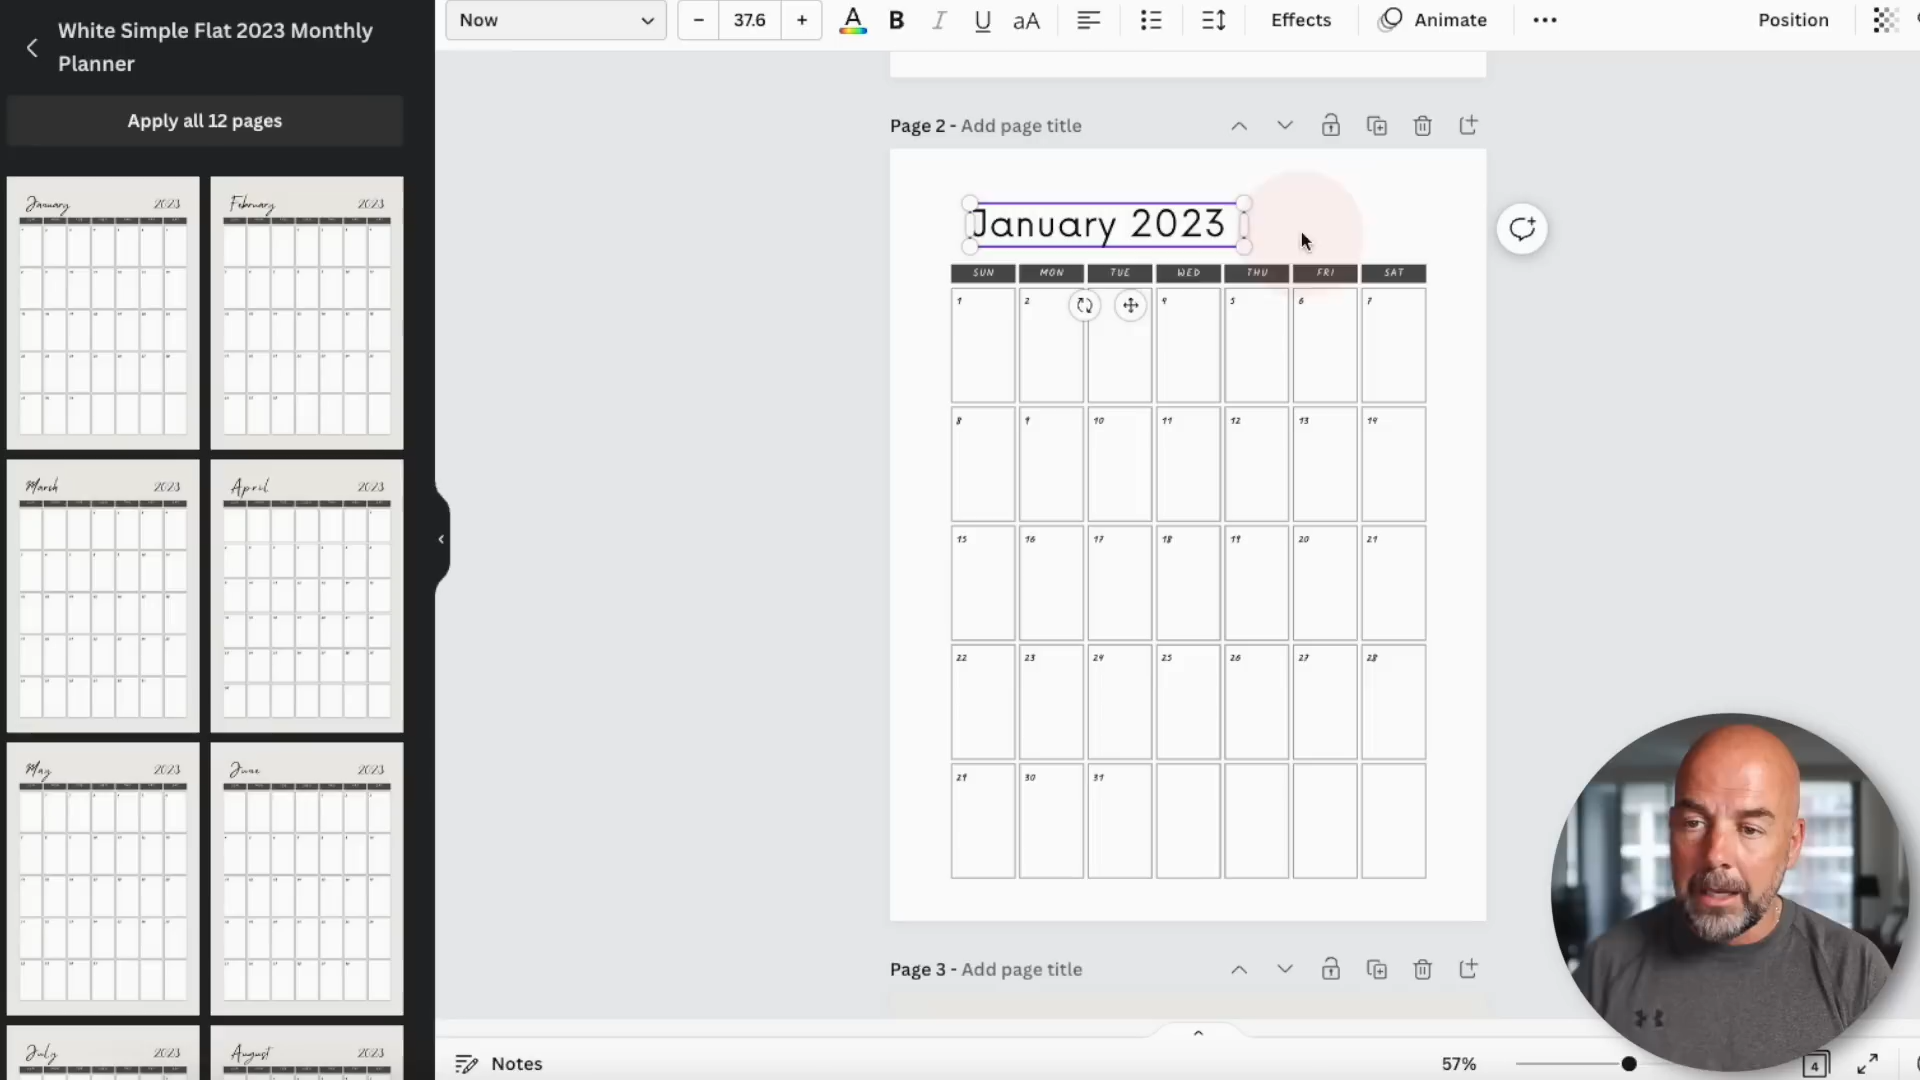 White Simple Flat 2023 Monthly
Planner
Apply all 12 pages
January 2023
February 2023
March 2023
April 2023
May 2023
June 2023
July 2023
August 2023
Now
37.6
A B I U aA
Effects
Animate
Position
Page 2 - Add page title
January 2023
SUN MON TUE WED THU FRI SAT
1 2 4 5 6 7
8 9 10 11 12 13 14
15 16 17 18 19 20 21
22 23 24 25 26 27 28
29 30 31
Page 3 - Add page title
Notes
57%
4